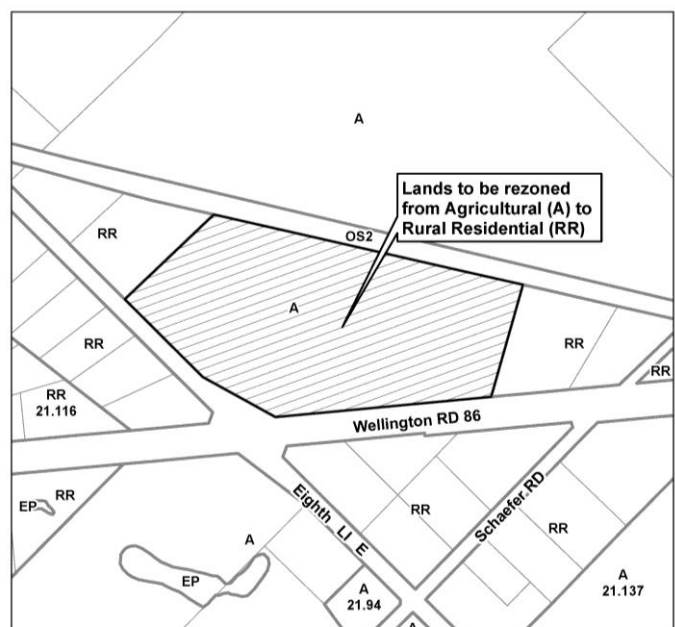 A
Lands to be rezoned
from Agricultural (A) to
Rural Residential (RR)
RR
OS2
A
RR
RR
RR
RR
21.116
Wellington RD 86
EP
RR
Eighth LI E
RR
Schaefer RD
RR
A
EP
A
21.94
A
21.137
A